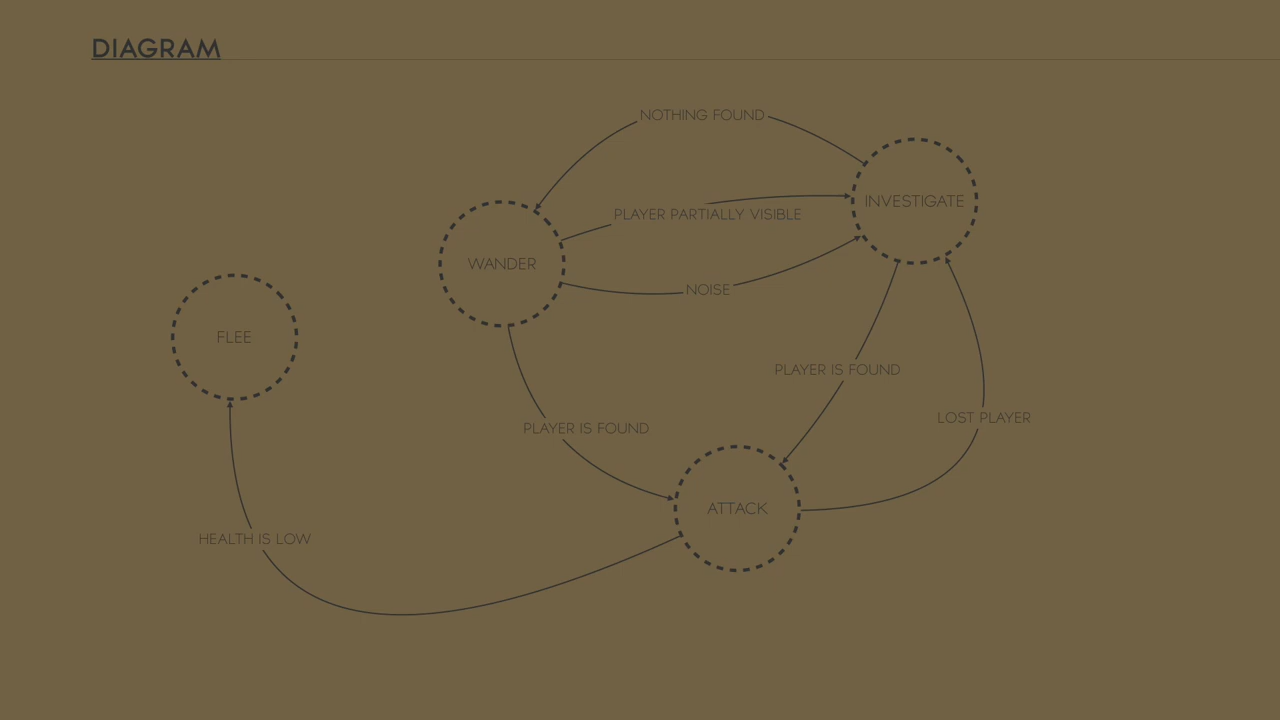 DIAGRAM
NOTHING FOUND
INVESTIGATE
PLAYER PARTIALLY VISIBLE
WANDER
NOISE
FLEE
PLAYER IS FOUND
LOST PLAYER
PLAYER IS FOUND
ATTACK
HEALTH IS LOW